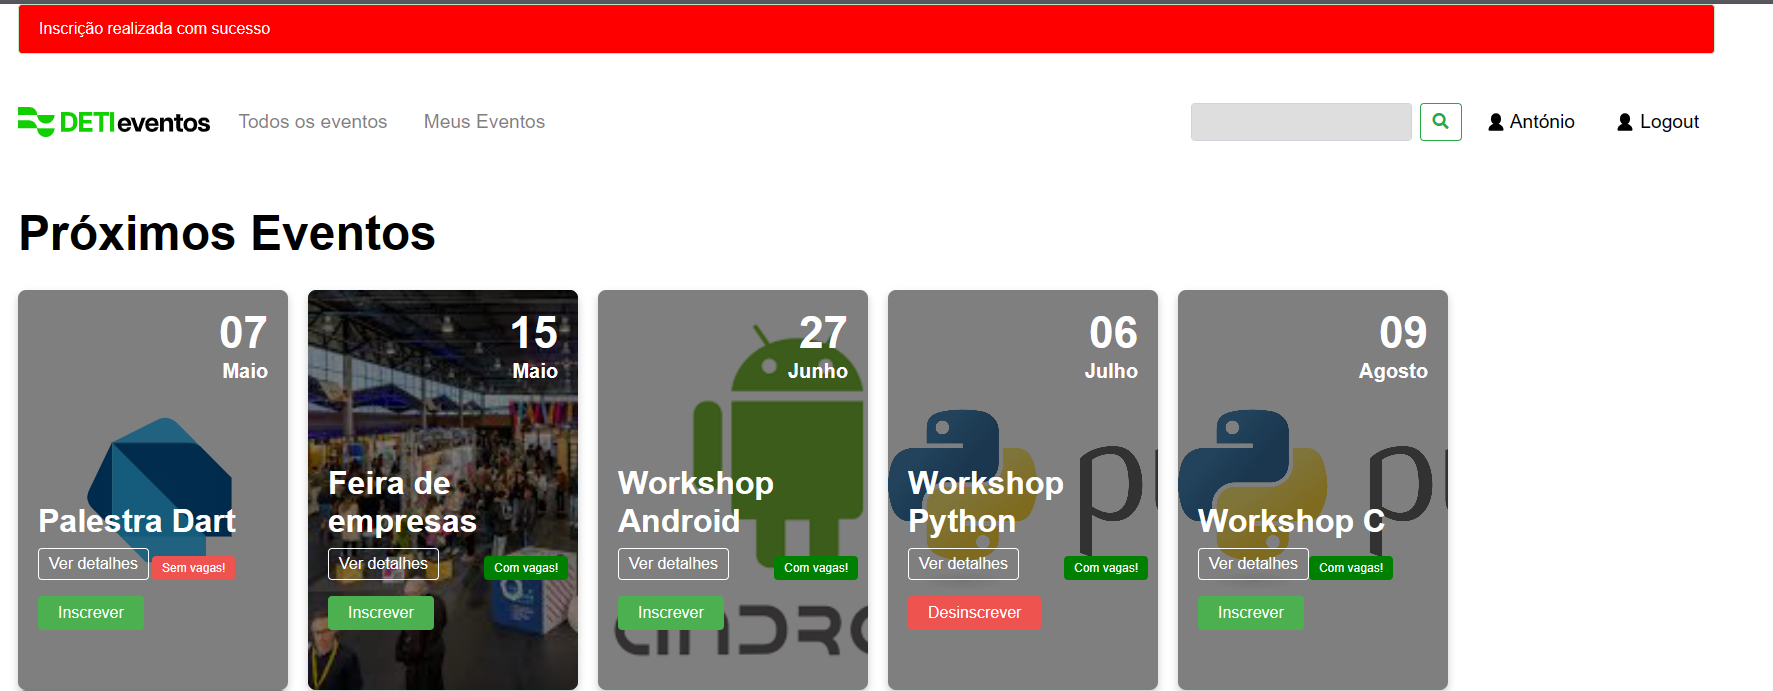 Inscrição realizada com sucesso
DETI eventos
Todos os eventos
Meus Eventos
António
Logout
Próximos Eventos
07
Maio
Palestra Dart
Ver detalhes
Sem vagas!
Inscrever
15
Maio
Feira de
empresas
Ver detalhes
Com vagas!
Inscrever
27
Junho
Workshop
Android
Ver detalhes
Com vagas!
Inscrever
06
Julho
Workshop
Python
Ver detalhes
Com vagas!
Desinscrever
09
Agosto
Workshop C
Ver detalhes
Com vagas!
Inscrever